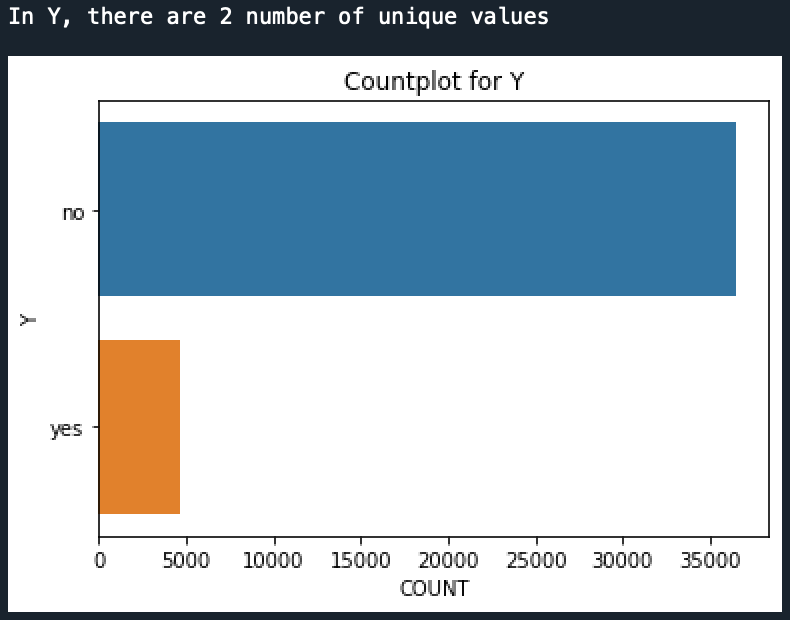 In Y, there are 2 number of unique values
Countplot for Y
no
Y
yes
0 5000 10000 15000 20000 25000 30000 35000
COUNT